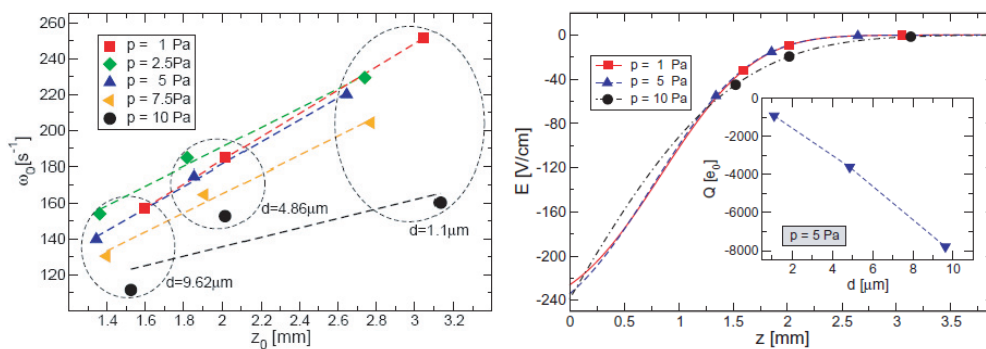 260
240
220
200
180
160
140
120
ω₀[s⁻¹]
p = 1 Pa
p = 2.5Pa
p = 5 Pa
p = 7.5Pa
p = 10 Pa
d=4.86μm
d=1.1μm
d=9.62μm
1.4 1.6 1.8 2 2.2 2.4 2.6 2.8 3 3.2
z₀ [mm]
0
-40
-80
-120
-160
-200
-240
E [V/cm]
p = 1 Pa
p = 5 Pa
p = 10 Pa
0
-2000
-4000
-6000
-8000
Q [e₀]
p = 5 Pa
2 4 6 8 10
d [μm]
0 0.5 1 1.5 2 2.5 3 3.5
z [mm]